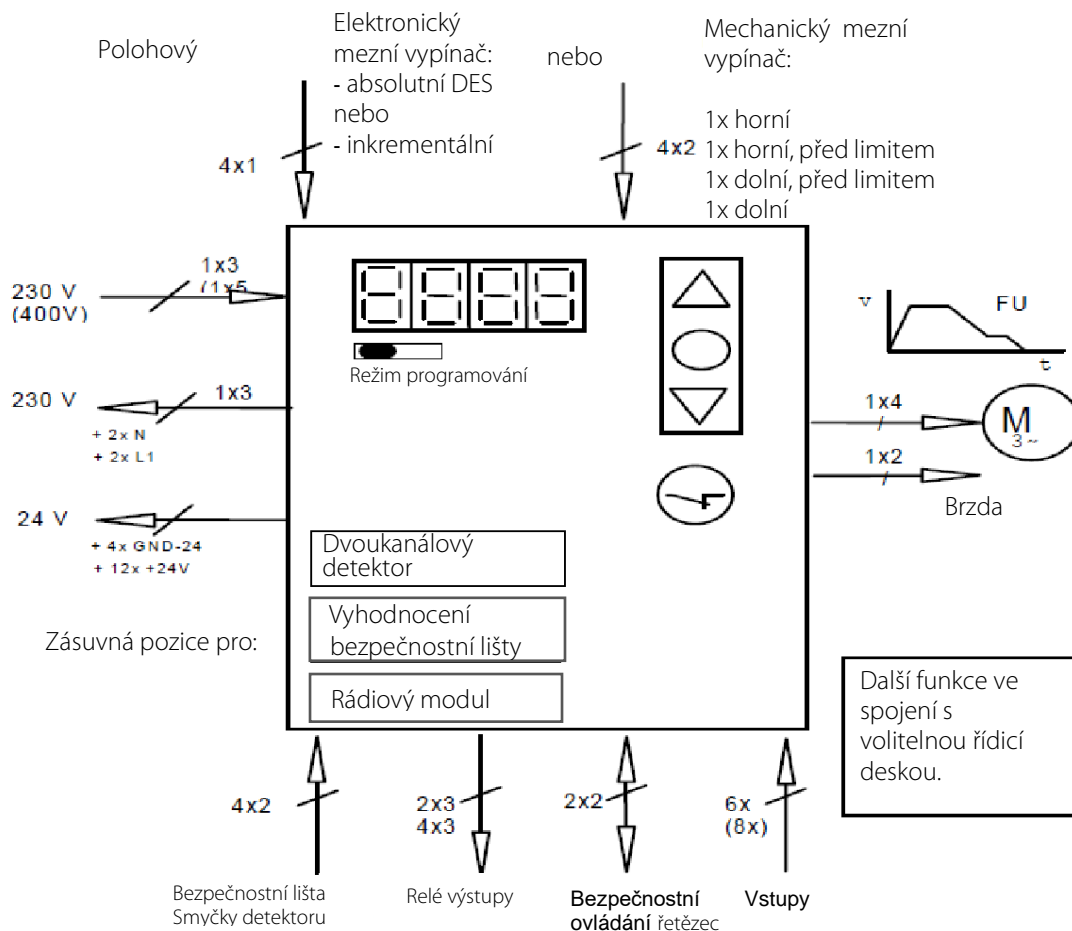 Polohový
Elektronický
mezní vypínač:
- absolutní DES
nebo
- inkrementální
nebo
Mechanický mezní
vypínač:
1x horní
1x horní, před limitem
1x dolní, před limitem
1x dolní
4x1
4x2
230 V
(400V)
1x3
(1x5
Režim programování
v
FU
t
230 V
1x3
+ 2x N
+ 2x L1
1x4
M
3~
1x2
Brzda
24 V
+ 4x GND-24
+ 12x +24V
Dvoukanálový
detektor
Zásuvná pozice pro:
Vyhodnocení
bezpečnostní lišty
Rádiový modul
Další funkce ve
spojení s
volitelnou řídicí
deskou.
4x2
2x3
4x3
2x2
6x
(8x)
Bezpečnostní lišta
Smyčky detektoru
Relé výstupy
Bezpečnostní
ovládání řetězec
Vstupy